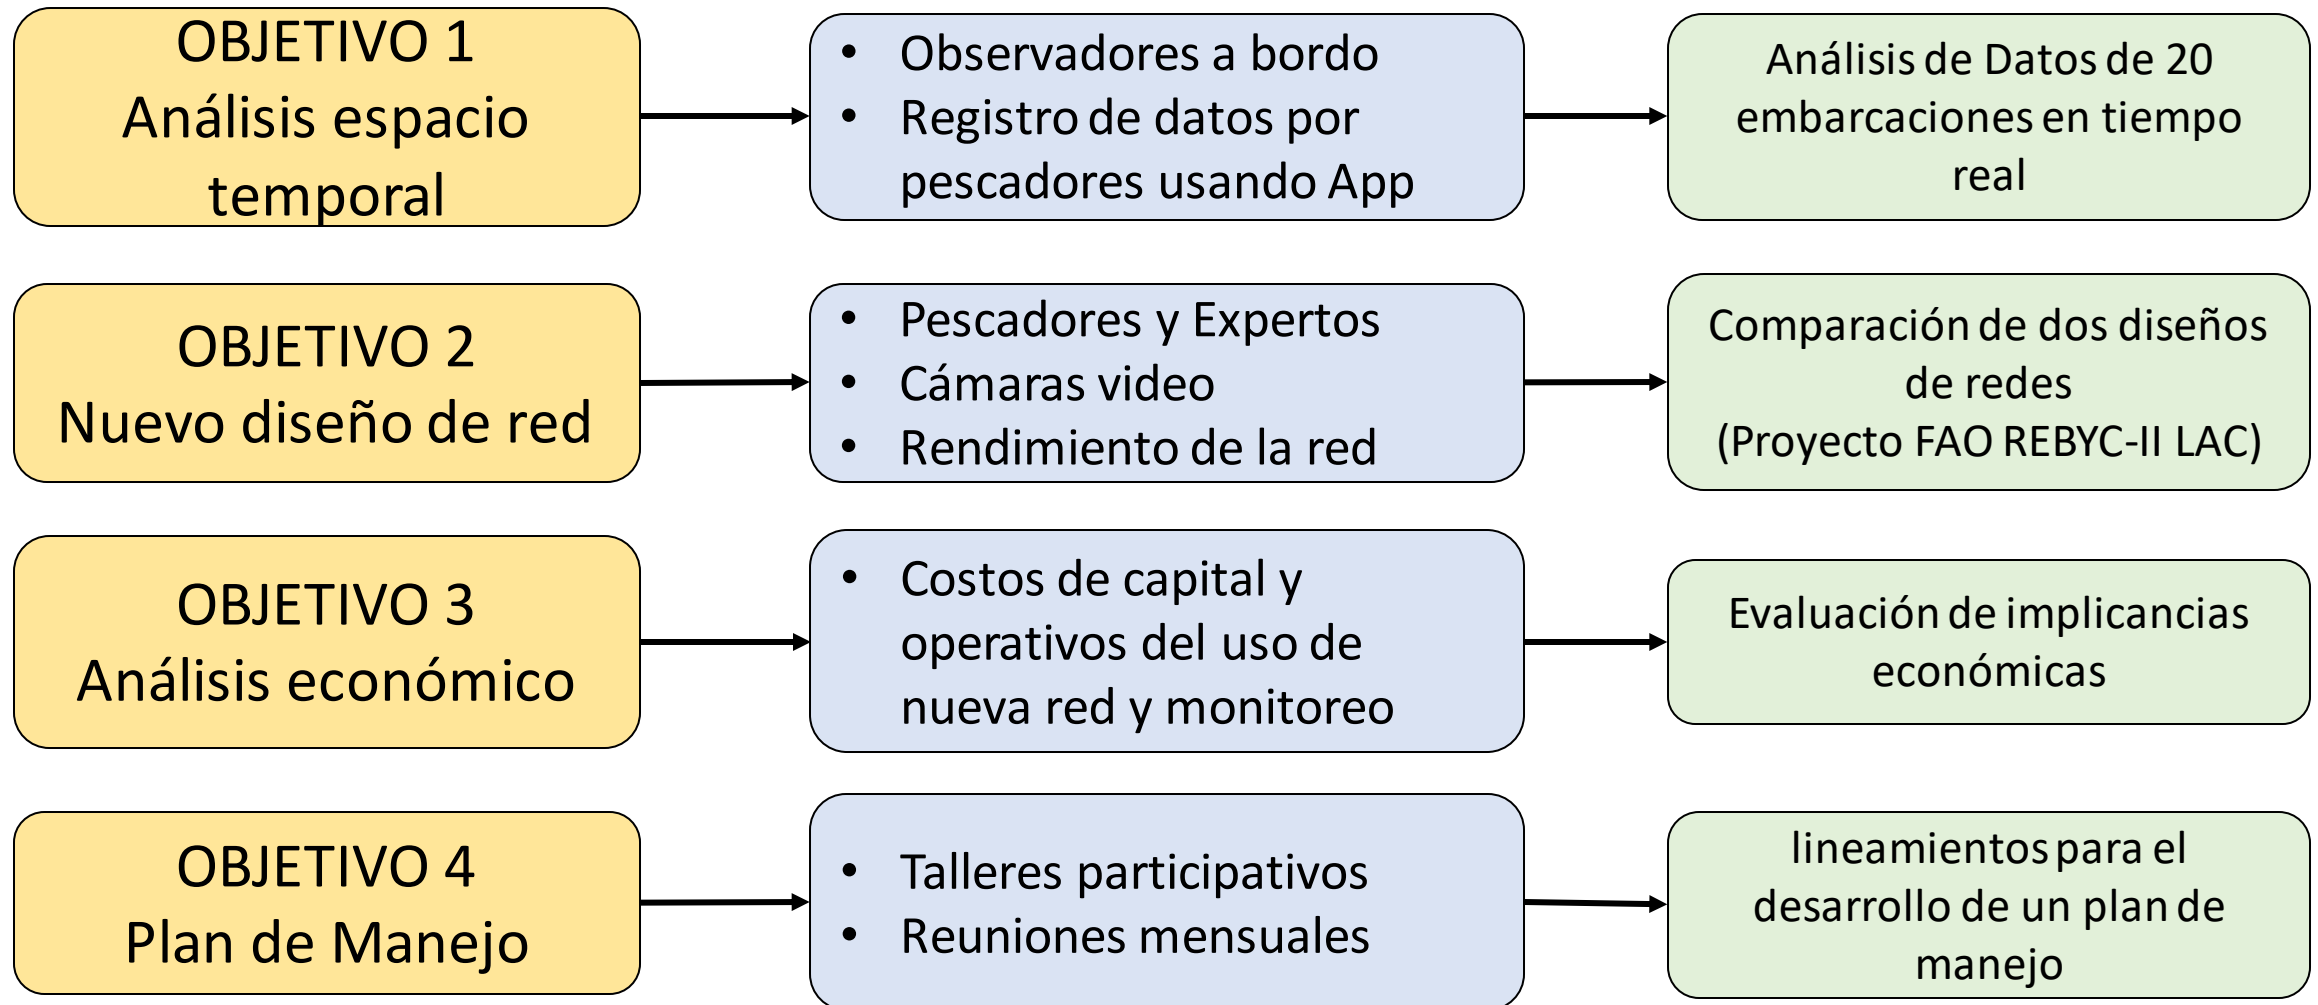 OBJETIVO 1
Análisis espacio
temporal
• Observadores a bordo
• Registro de datos por
pescadores usando App
Análisis de Datos de 20
embarcaciones en tiempo
real
OBJETIVO 2
Nuevo diseño de red
• Pescadores y Expertos
• Cámaras video
• Rendimiento de la red
Comparación de dos diseños
de redes
(Proyecto FAO REBYC-II LAC)
OBJETIVO 3
Análisis económico
• Costos de capital y
operativos del uso de
nueva red y monitoreo
Evaluación de implicancias
económicas
OBJETIVO 4
Plan de Manejo
• Talleres participativos
• Reuniones mensuales
lineamientos para el
desarrollo de un plan de
manejo